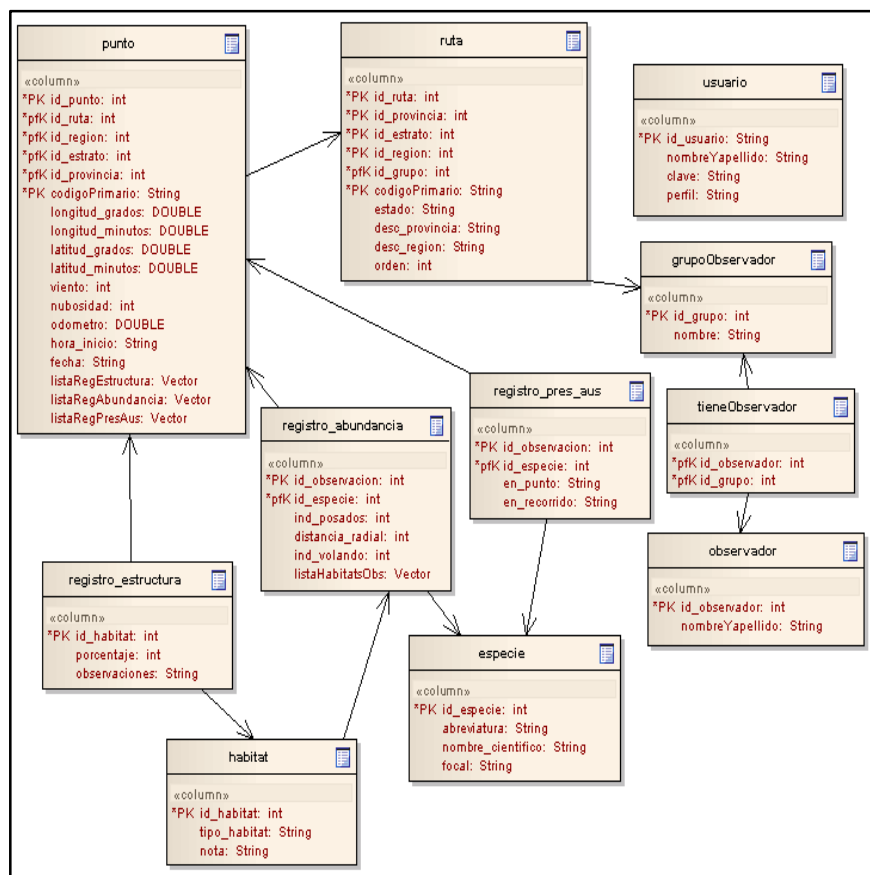 punto
«column»
*PK id_punto: int
*pfK id_ruta: int
*pfK id_region: int
*pfK id_estrato: int
*pfK id_provincia: int
*PK codigoPrimario: String
longitud_grados: DOUBLE
longitud_minutos: DOUBLE
latitud_grados: DOUBLE
latitud_minutos: DOUBLE
viento: int
nubosidad: int
odometro: DOUBLE
hora_inicio: String
fecha: String
listaRegEstructura: Vector
listaRegAbundancia: Vector
listaRegPresAus: Vector
ruta
«column»
*PK id_ruta: int
*PK id_provincia: int
*PK id_estrato: int
*PK id_region: int
*pfK id_grupo: int
*PK codigoPrimario: String
estado: String
desc_provincia: String
desc_region: String
orden: int
usuario
«column»
*PK id_usuario: String
nombreYapellido: String
clave: String
perfil: String
grupoObservador
«column»
*PK id_grupo: int
nombre: String
registro_pres_aus
«column»
*PK id_observacion: int
*pfK id_especie: int
en_punto: String
en_recorrido: String
tieneObservador
«column»
*pfK id_observador: int
*pfK id_grupo: int
registro_abundancia
«column»
*PK id_observacion: int
*pfK id_especie: int
ind_posados: int
distancia_radial: int
ind_volando: int
listaHabitatsObs: Vector
observador
«column»
*PK id_observador: int
nombreYapellido: String
registro_estructura
«column»
*PK id_habitat: int
porcentaje: int
observaciones: String
especie
«column»
*PK id_especie: int
abreviatura: String
nombre_cientifico: String
focal: String
habitat
«column»
*PK id_habitat: int
tipo_habitat: String
nota: String